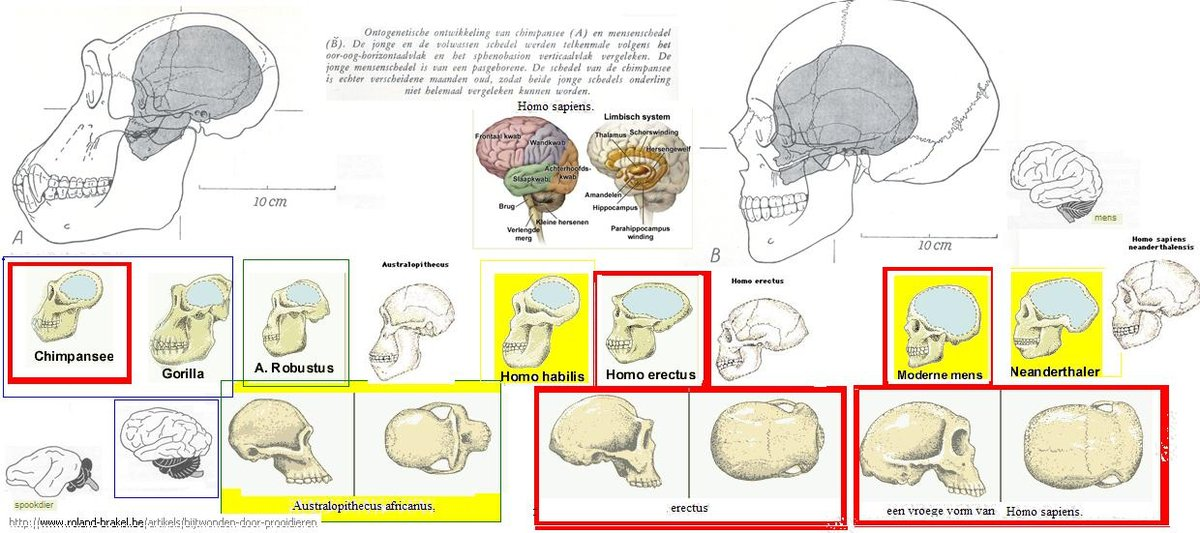 Ontogenetische ontwikkeling van chimpansee (A) en mensenschedel
(B). De jonge en de volwassen schedel werden telkenmale volgens het
oor-oog-horizontaalvlak en het sphenobasion verticaalvlak vergeleken. De
jonge mensenschedel is van een pasgeborene. De schedel van de chimpansee
is echter verscheidene maanden oud, zodat beide jonge schedels onderling
niet helemaal vergeleken kunnen worden.
Homo sapiens.
Frontaal kwab
Wandkwab
Slaapkwab
Achterhoofds-
kwab
Brug
Kleine hersenen
Verlengde
merg
Limbisch system
Thalamus
Schorswinding
Hersengewelf
Amandelen
Hippocampus
Parahippocampus
winding
10 cm
A
c
10 cm
B
c
mens
Chimpansee
Gorilla
A. Robustus
Australopithecus
Homo habilis
Homo erectus
Homo erectus
Moderne mens
Neanderthaler
Homo sapiens
neanderthalensis
spookdier
Australopithecus africanus,
erectus
een vroege vorm van Homo sapiens.
http://www.roland-brakel.be/artikels/bijtwonden-door-prooidieren